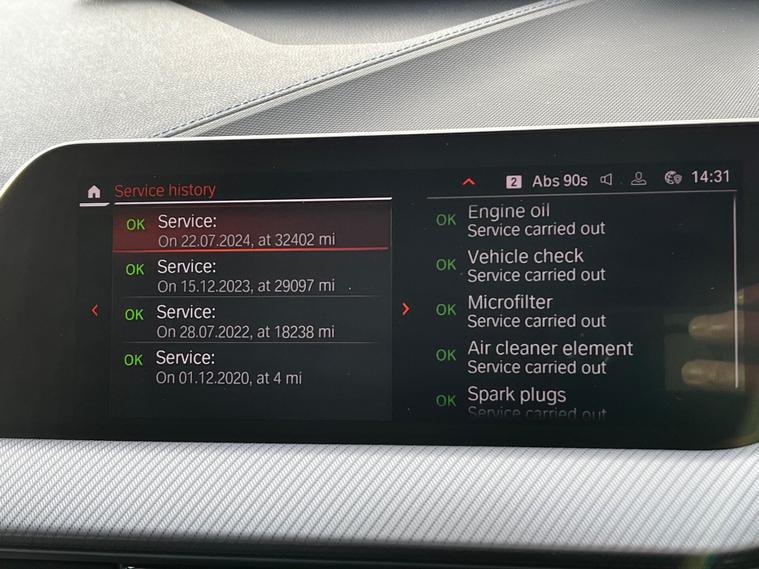 Service history
2 Abs 90s 14:31
OK Service:
On 22.07.2024, at 32402 mi
OK Service:
On 15.12.2023, at 29097 mi
OK Service:
On 28.07.2022, at 18238 mi
OK Service:
On 01.12.2020, at 4 mi
OK Engine oil
Service carried out
OK Vehicle check
Service carried out
OK Microfilter
Service carried out
OK Air cleaner element
Service carried out
OK Spark plugs
Service carried out